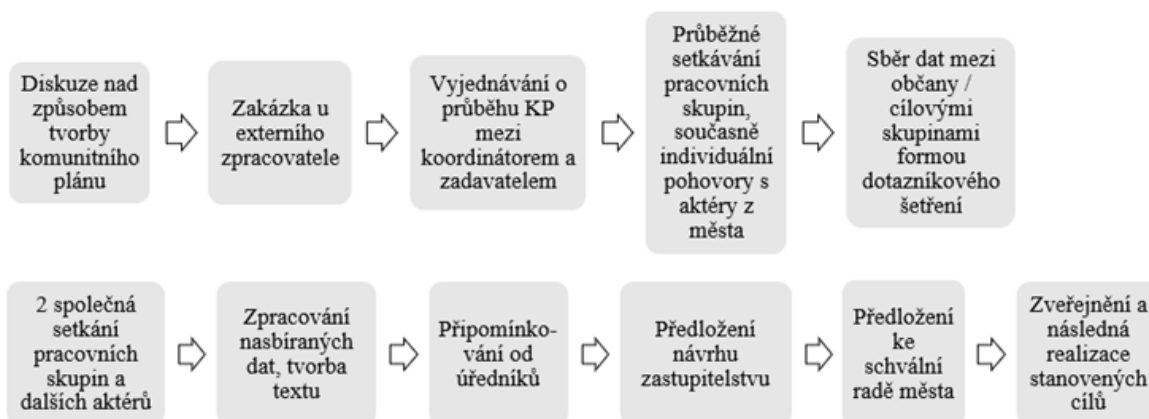 Diskuze nad
způsobem
tvorby
komunitního
plánu
Zakázka u
externího
zpracovatele
Vyjednávání o
průběhu KP
mezi
koordinátorem a
zadavatelem
Průběžné
setkávání
pracovních
skupin,
současně
individuální
pohovory s
aktéry z
města
Sběr dat mezi
občany /
cílovými
skupinami
formou
dotazníkového
šetření
2 společná
setkání
pracovních
skupin a
dalších aktérů
Zpracování
nasbíraných
dat, tvorba
textu
Připomínko-
vání od
úředníků
Předložení
návrhu
zastupitelstvu
Předložení
ke
schvální
radě města
Zveřejnění a
následná
realizace
stanovených
cílů